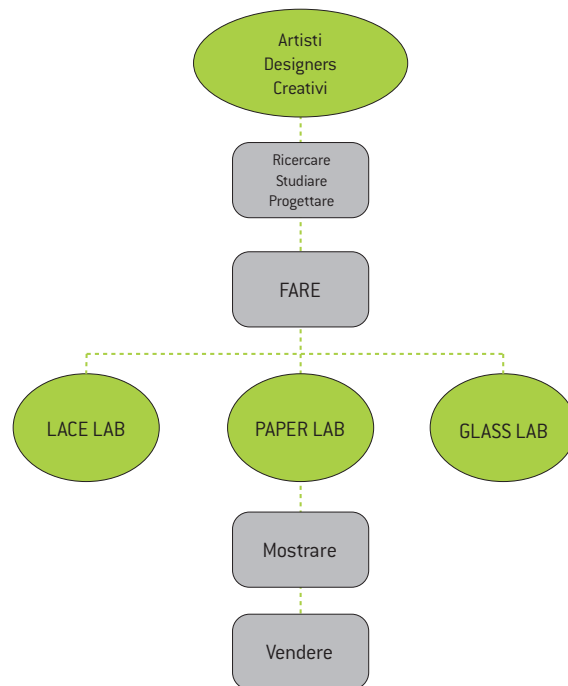 Artisti
Designers
Creativi
Ricercare
Studiare
Progettare
FARE
LACE LAB
PAPER LAB
GLASS LAB
Mostrare
Vendere